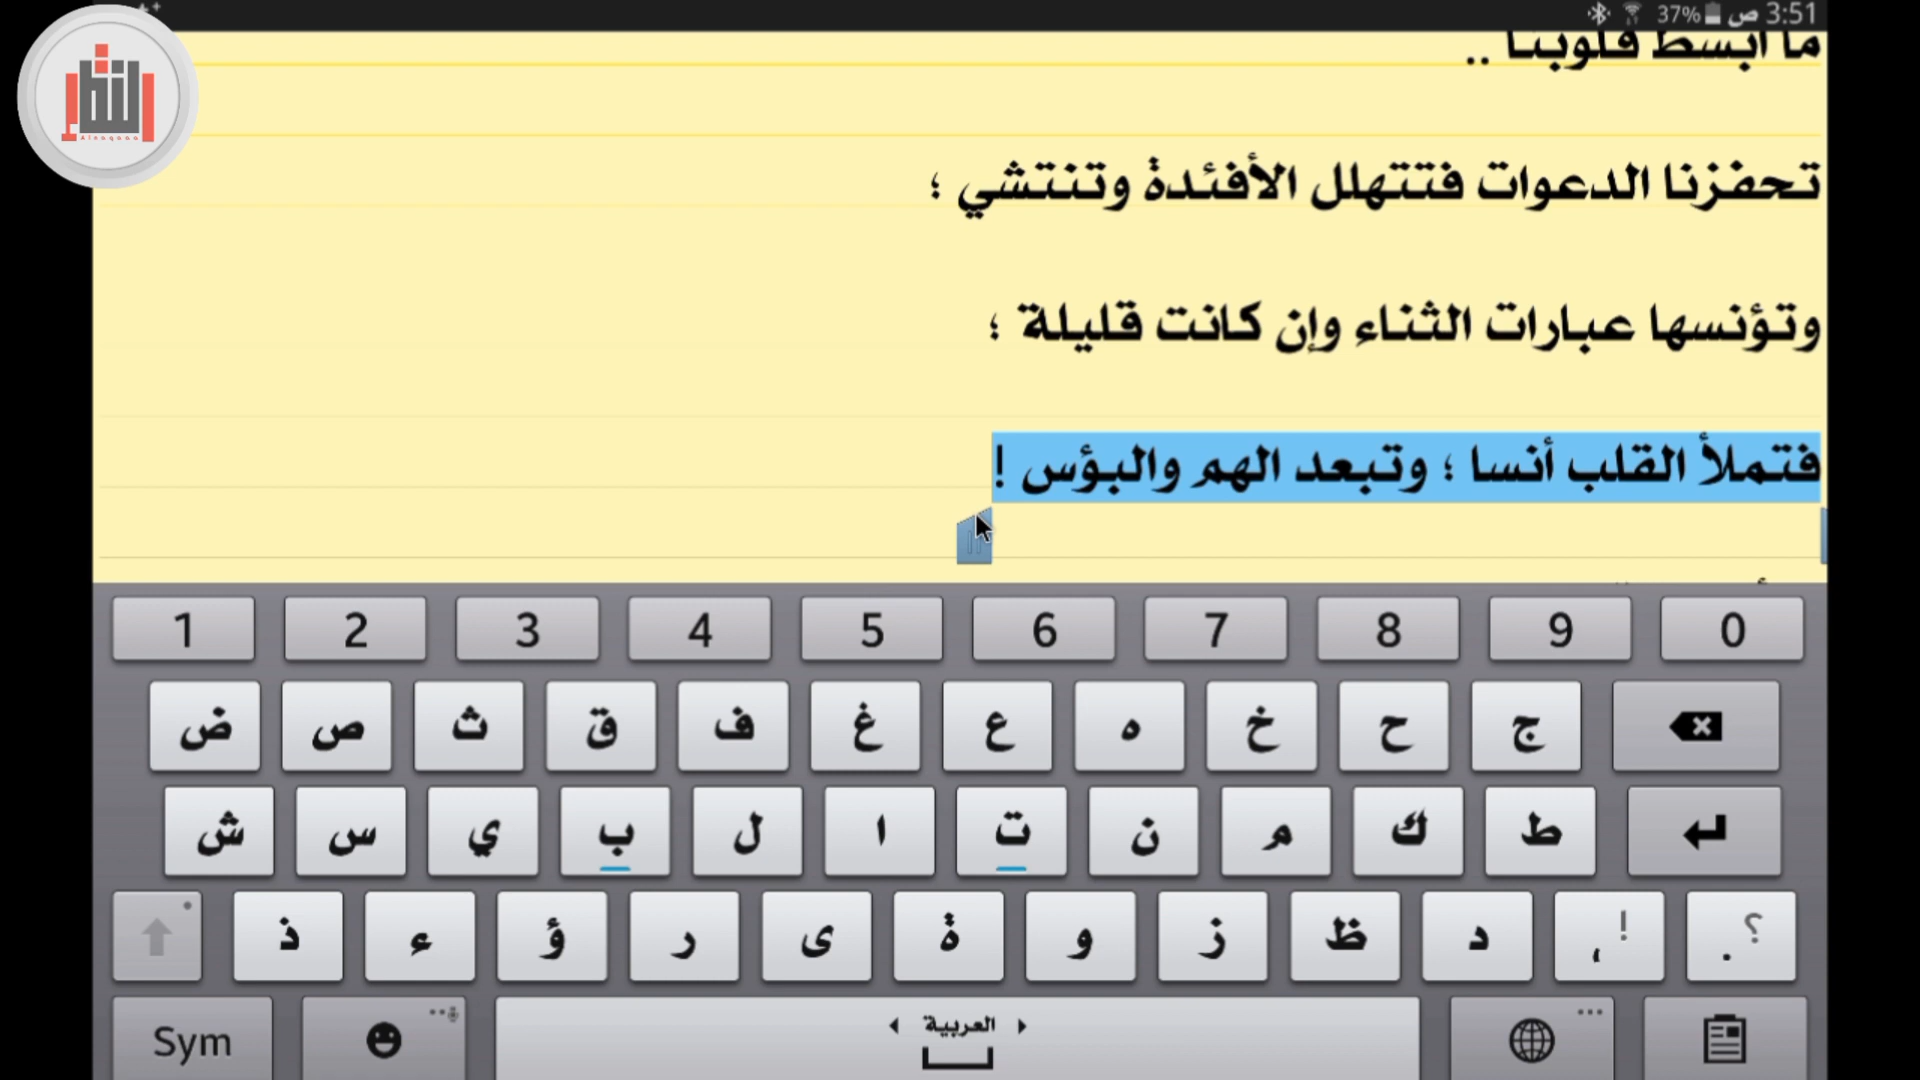 37% ص 3:51
ما أبسط قلوبنا ..
تحفزنا الدعوات فتتهلل الأفئدة وتنتشي ؛
وتؤنسها عبارات الثناء وإن كانت قليلة ؛
فتملأ القلب أنسا ؛ وتبعد الهم والبؤس !
1 2 3 4 5 6 7 8 9 0
ض ص ث ق ف غ ع ه خ ح ج
ش س ي ب ل ا ت ن م ك ط
ذ ء ؤ ر ى ة و ز ظ د ، ! . ؟
Sym العربية